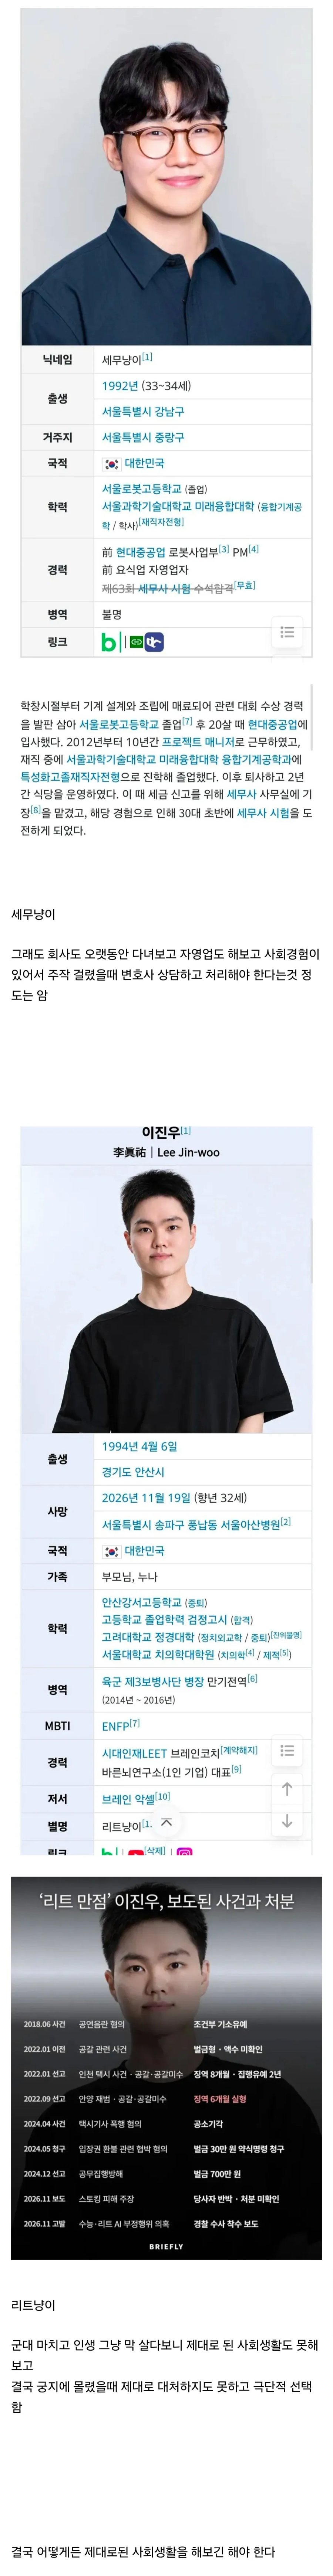 닉네임 세무냥이[1]
출생 1992년 (33~34세)
서울특별시 강남구
거주지 서울특별시 중랑구
국적 대한민국
학력 서울로봇고등학교 (졸업)
서울과학기술대학교 미래융합대학 (융합기계공
학 / 학사)[재직자전형]
경력 前 현대중공업 로봇사업부[3] PM[4]
前 요식업 자영업자
제63회 세무사 시험 수석합격[무효]
병역 불명
링크 b|
학창시절부터 기계 설계와 조립에 매료되어 관련 대회 수상 경력
을 발판 삼아 서울로봇고등학교 졸업[7] 후 20살 때 현대중공업에
입사했다. 2012년부터 10년간 프로젝트 매니저로 근무하였고,
재직 중에 서울과학기술대학교 미래융합대학 융합기계공학과에
특성화고졸재직자전형으로 진학해 졸업했다. 이후 퇴사하고 2년
간 식당을 운영하였다. 이 때 세금 신고를 위해 세무사 사무실에 기
장[8]을 맡겼고, 해당 경험으로 인해 30대 초반에 세무사 시험을 도
전하게 되었다.
세무냥이
그래도 회사도 오랫동안 다녀보고 자영업도 해보고 사회경험이
있어서 주작 걸렸을때 변호사 상담하고 처리해야 한다는것 정
도는 암
이진우[1]
李眞祐 | Lee Jin-woo
출생 1994년 4월 6일
경기도 안산시
사망 2026년 11월 19일 (향년 32세)
서울특별시 송파구 풍납동 서울아산병원[2]
국적 대한민국
가족 부모님, 누나
학력 안산강서고등학교 (중퇴)
고등학교 졸업학력 검정고시 (합격)
고려대학교 정경대학 (정치외교학 / 중퇴)[진위불명]
서울대학교 치의학대학원 (치의학[4] / 제적[5])
병역 육군 제3보병사단 병장 만기전역[6]
(2014년 ~ 2016년)
MBTI ENFP[7]
경력 시대인재LEET 브레인코치[계약해지]
바른뇌연구소(1인 기업) 대표[9]
저서 브레인 악셀[10]
별명 리트냥이[1
링크 [삭제]
‘리트 만점’ 이진우, 보도된 사건과 처분
2018.06 사건 공연음란 혐의 조건부 기소유예
2022.01 이전 공갈 관련 사건 벌금형 · 액수 미확인
2022.01 선고 인천 택시 사건 · 공갈·공갈미수 징역 8개월 · 집행유예 2년
2022.09 선고 안양 재범 · 공갈·공갈미수 징역 6개월 실형
2024.04 사건 택시기사 폭행 혐의 공소기각
2024.05 청구 입장권 환불 관련 협박 혐의 벌금 30만 원 약식명령 청구
2024.12 선고 공무집행방해 벌금 700만 원
2026.11 보도 스토킹 피해 주장 당사자 반박 · 처분 미확인
2026.11 고발 수능·리트 AI 부정행위 의혹 경찰 수사 착수 보도
BRIEFLY
리트냥이
군대 마치고 인생 그냥 막 살다보니 제대로 된 사회생활도 못해
보고
결국 궁지에 몰렸을때 제대로 대처하지도 못하고 극단적 선택
함
결국 어떻게든 제대로된 사회생활을 해보긴 해야 한다